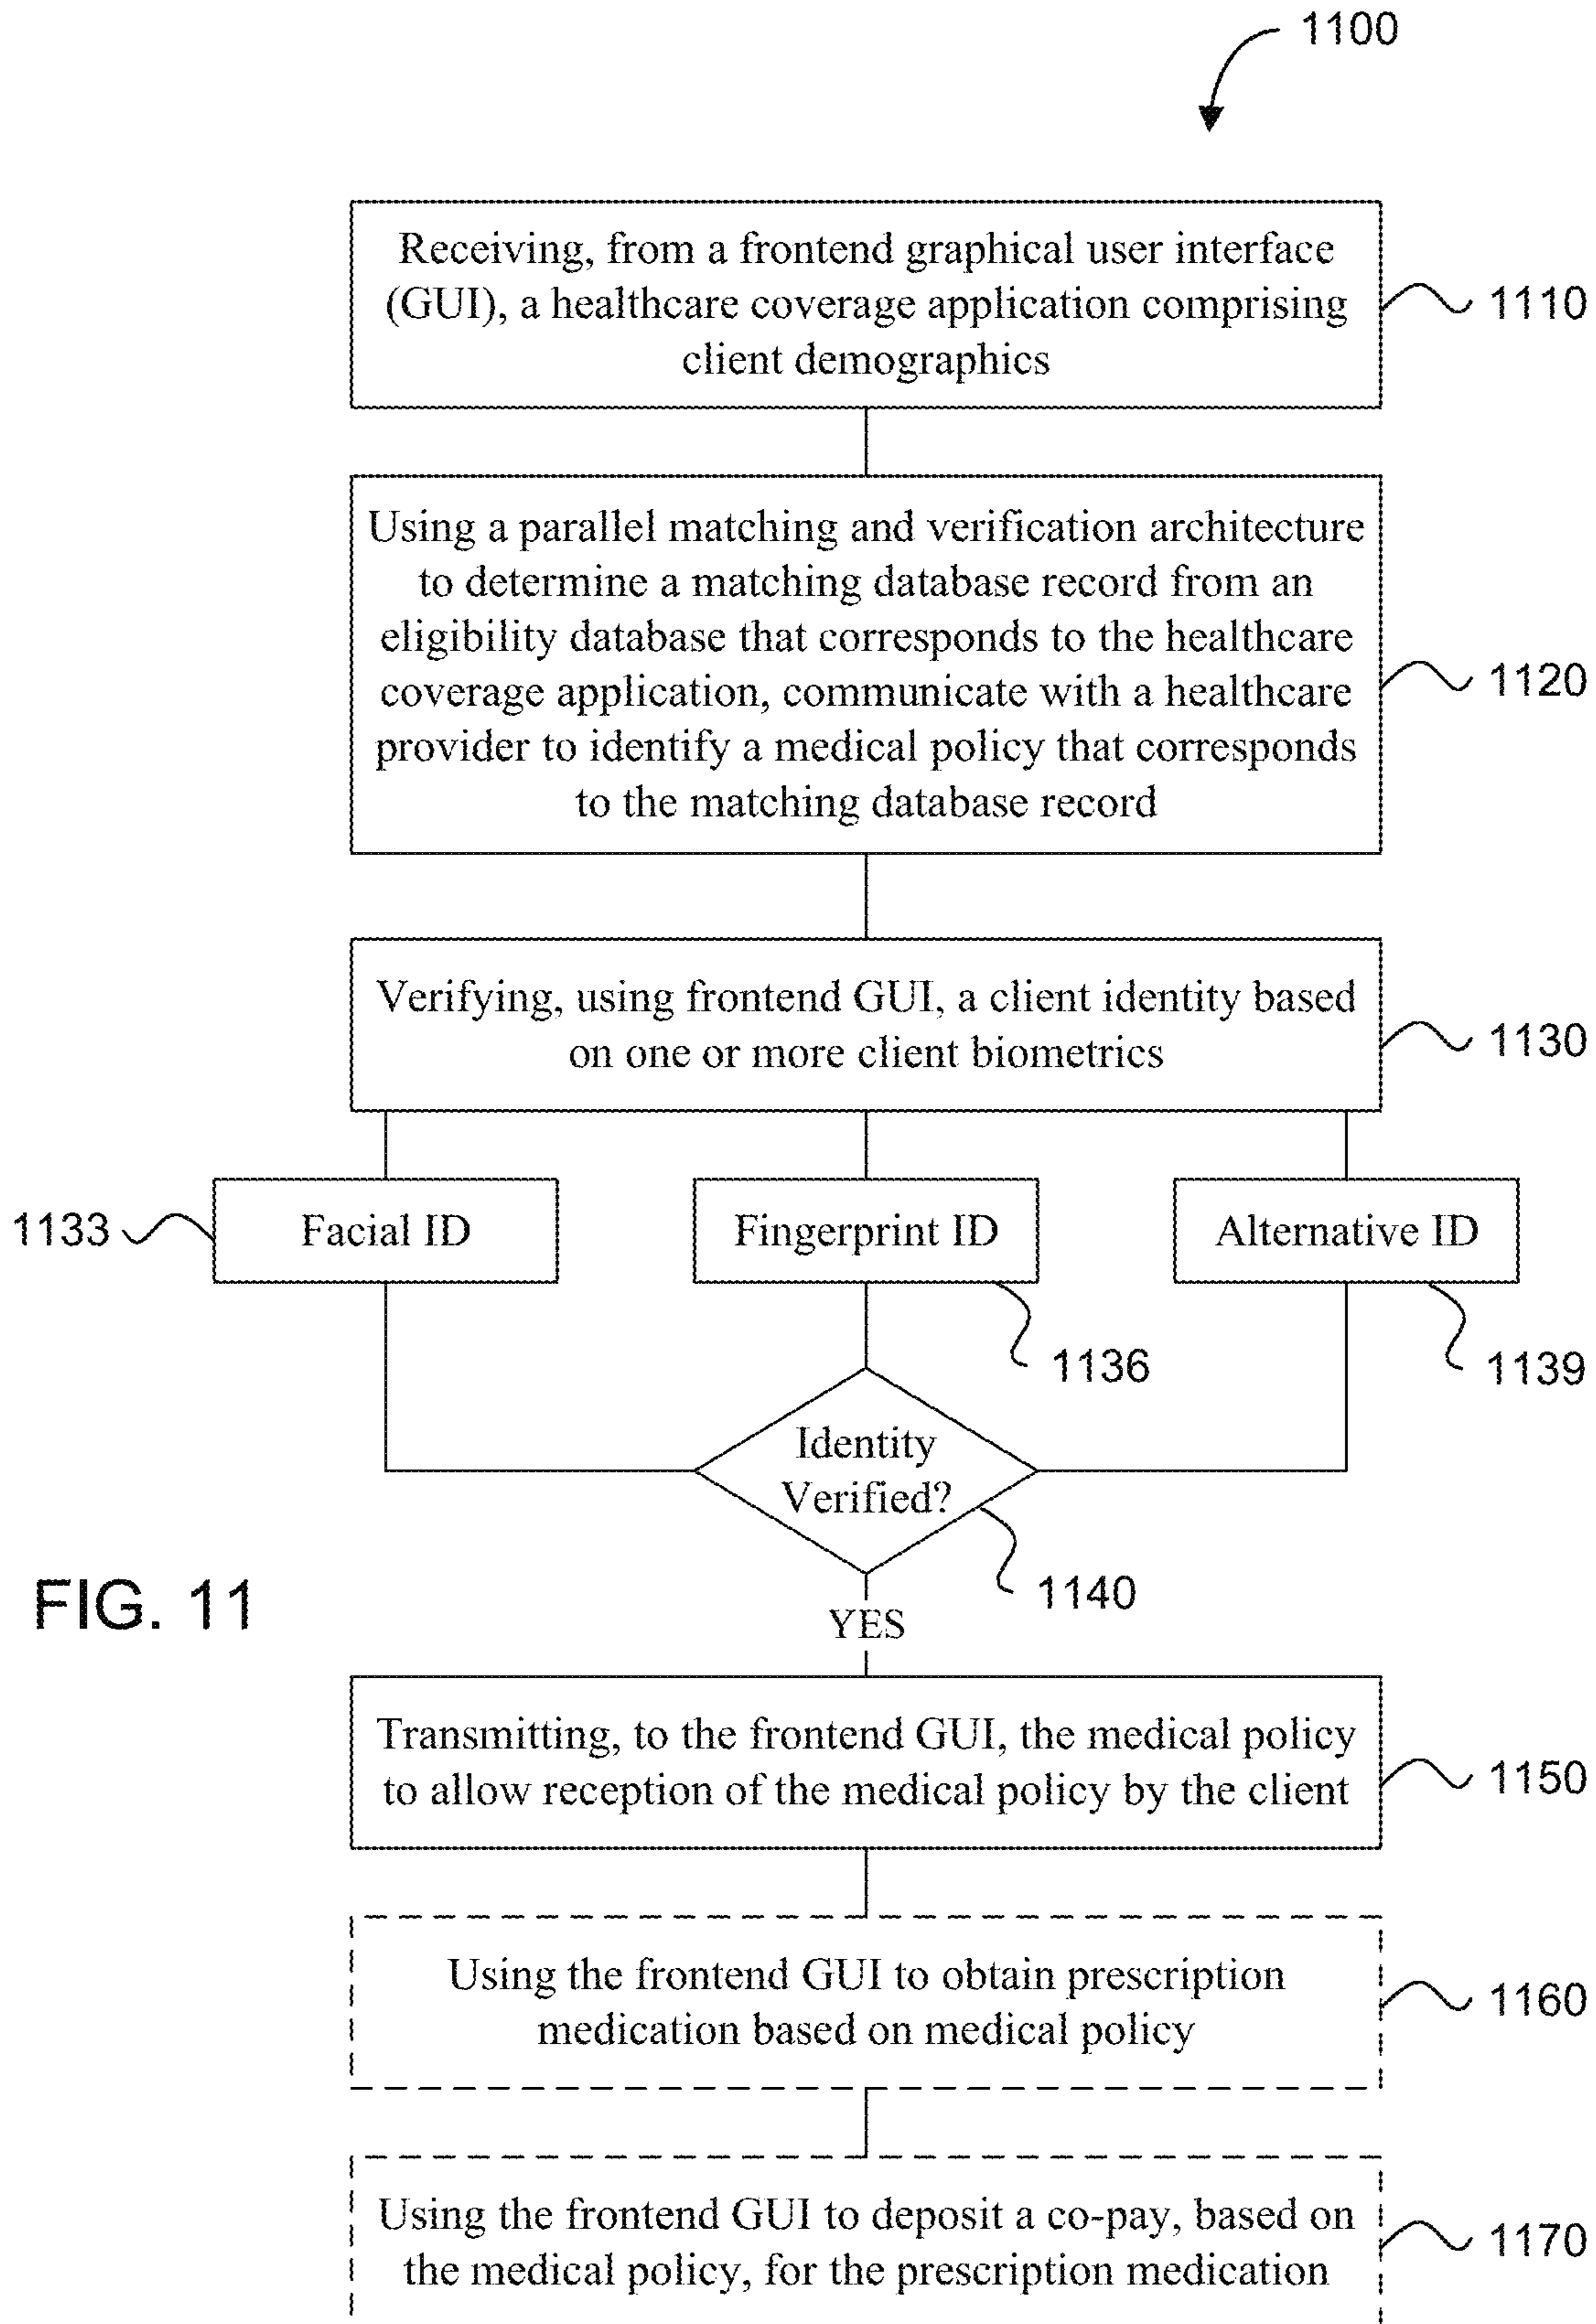 1100
Receiving, from a frontend graphical user interface
(GUI), a healthcare coverage application comprising
client demographics
1110
Using a parallel matching and verification architecture
to determine a matching database record from an
eligibility database that corresponds to the healthcare
coverage application, communicate with a healthcare
provider to identify a medical policy that corresponds
to the matching database record
1120
Verifying, using frontend GUI, a client identity based
on one or more client biometrics
1130
1133
Facial ID
Fingerprint ID
Alternative ID
1136
1139
Identity
Verified?
1140
FIG. 11
YES
Transmitting, to the frontend GUI, the medical policy
to allow reception of the medical policy by the client
1150
Using the frontend GUI to obtain prescription
medication based on medical policy
1160
Using the frontend GUI to deposit a co-pay, based on
the medical policy, for the prescription medication
1170